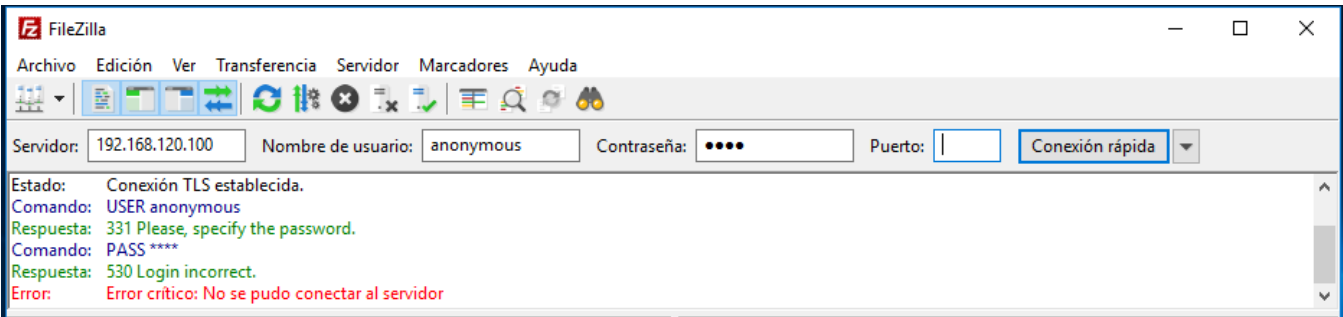 FileZilla
Archivo Edición Ver Transferencia Servidor Marcadores Ayuda
Servidor: 192.168.120.100 Nombre de usuario: anonymous Contraseña: ●●●● Puerto: Conexión rápida
Estado: Conexión TLS establecida.
Comando: USER anonymous
Respuesta: 331 Please, specify the password.
Comando: PASS ****
Respuesta: 530 Login incorrect.
Error: Error crítico: No se pudo conectar al servidor